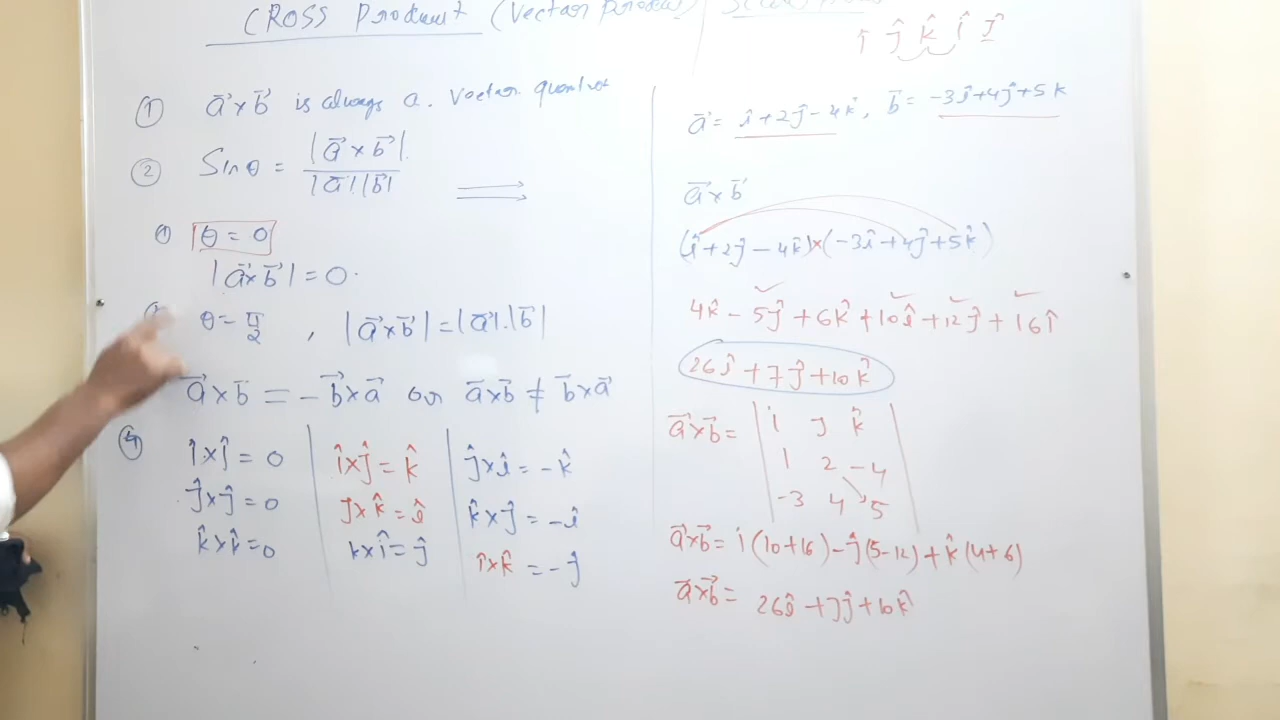 CROSS Product (Vector Product)
① a⃗ × b⃗ is always a. vector quantity
② Sin θ = |a⃗ × b⃗| / |a⃗| |b⃗|
① θ = 0
|a⃗ × b⃗| = 0.
θ = π/2 , |a⃗ × b⃗| = |a⃗|.|b⃗|
a⃗ × b⃗ = - b⃗ × a⃗ or a⃗ × b⃗ ≠ b⃗ × a⃗
④ î × î = 0 î × ĵ = k̂ ĵ × î = -k̂
ĵ × ĵ = 0 ĵ × k̂ = î k̂ × ĵ = -î
k̂ × k̂ = 0 k × î = ĵ î × k̂ = -ĵ
î ĵ k̂ î ĵ
a⃗ = î + 2ĵ - 4k̂, b⃗ = -3î + 4ĵ + 5k
a⃗ × b⃗
(î + 2ĵ - 4k̂) × (-3î + 4ĵ + 5k̂)
4k̂ - 5ĵ + 6k̂ + 10î + 12ĵ + 16î
26î + 7ĵ + 10k̂
a⃗ × b⃗ = | i j k̂
1 2 -4
-3 4 5 |
a⃗ × b⃗ = i(10+16) - ĵ(5-12) + k̂(4+6)
a⃗ × b⃗ = 26î + 7ĵ + 10k̂